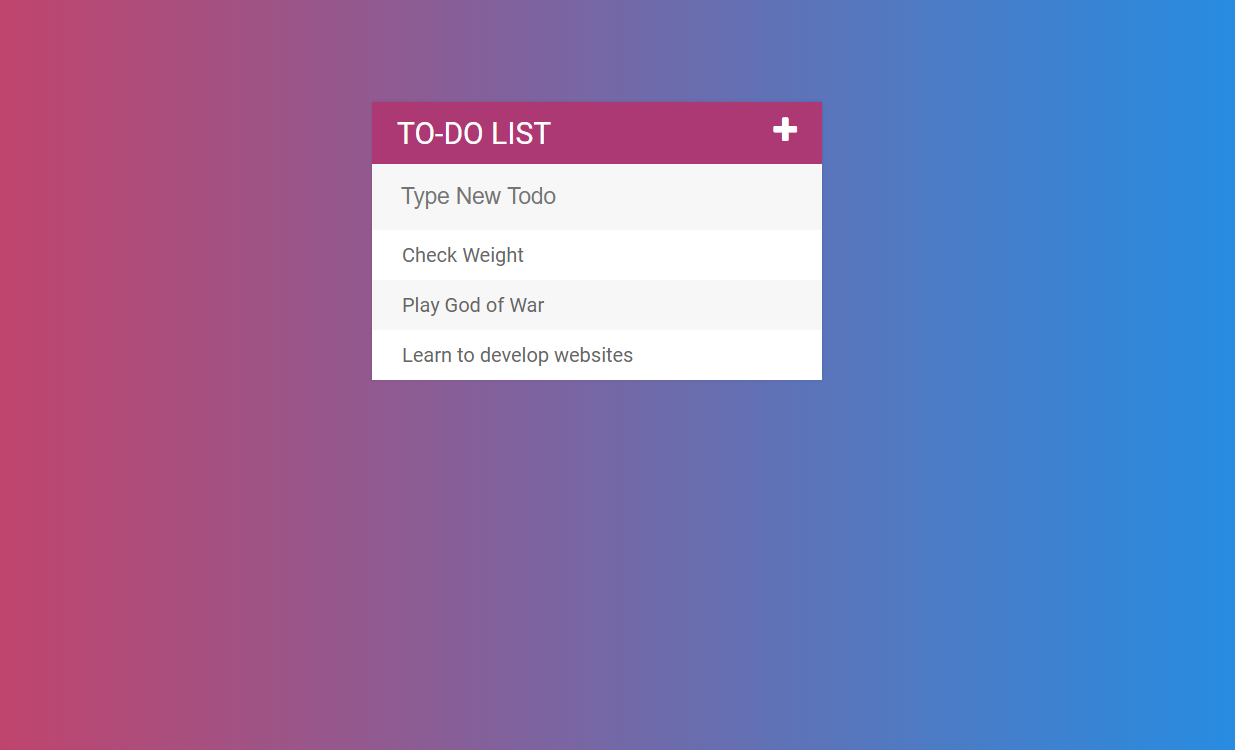 TO-DO LIST
Type New Todo
Check Weight
Play God of War
Learn to develop websites